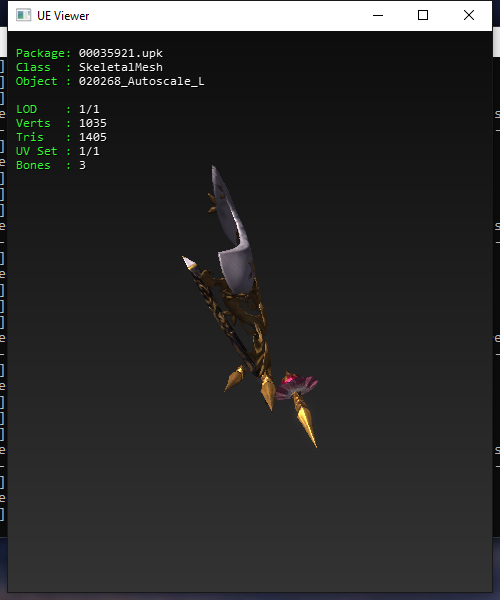 UE Viewer
Package: 00035921.upk
Class : SkeletalMesh
Object : 020268_Autoscale_L
LOD : 1/1
Verts : 1035
Tris : 1405
UV Set : 1/1
Bones : 3